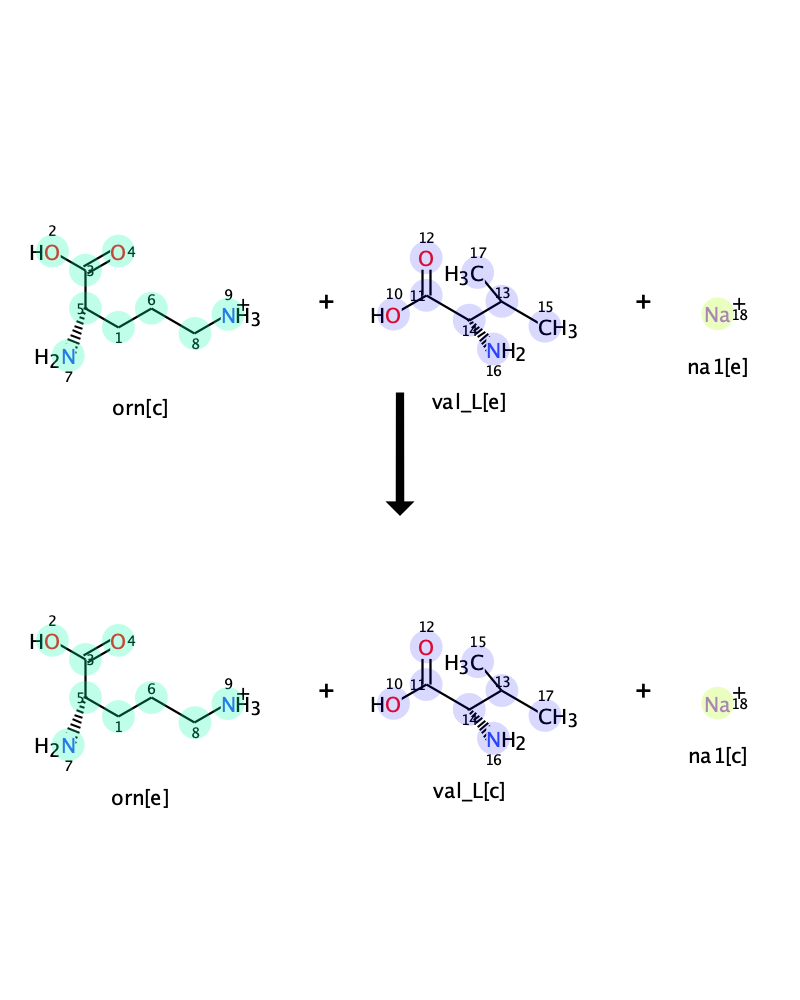 2
HO
3
O 4
5
1
6
8
9
NH3 +
H2N
7
orn[c]
+
12
O
10
HO
11
17
H3C
13
15
CH3
14
NH2
16
val_L[e]
+
Na +
18
na1[e]
2
HO
3
O 4
5
1
6
8
9
NH3 +
H2N
7
orn[e]
+
12
O
10
HO
11
15
H3C
13
17
CH3
14
NH2
16
val_L[c]
+
Na +
18
na1[c]